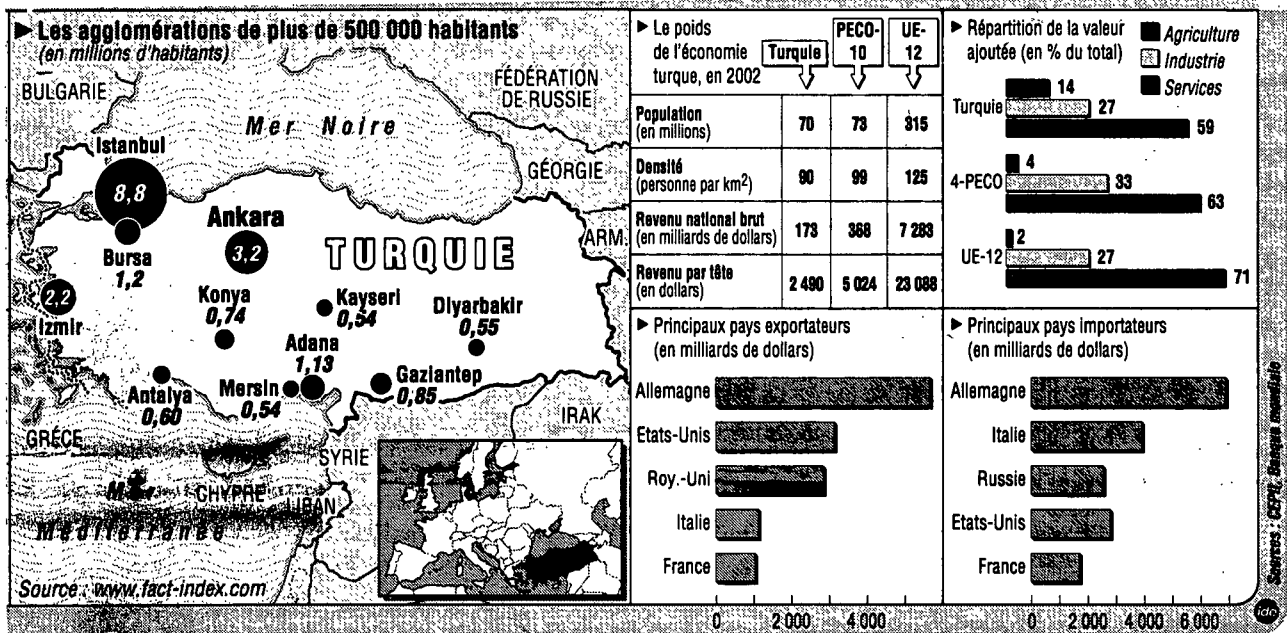 ► Les agglomérations de plus de 500 000 habitants
(en millions d'habitants)
BULGARIE
FÉDÉRATION
DE RUSSIE
Mer Noire
Istanbul
8,8
GÉORGIE
Ankara
3,2
TURQUIE
ARM.
Bursa
1,2
2,2
Izmir
Konya
0,74
Kayseri
0,54
Diyarbakir
0,55
Adana
1,13
Antalya
0,60
Mersin
0,54
Gaziantep
0,85
IRAK
GRÈCE
SYRIE
CHYPRE
LIBAN
Mer
Méditerranée
Source : www.fact-index.com
► Le poids
de l'économie
turque, en 2002
Turquie
PECO-
10
UE-
12
Population
(en millions)
70 73 315
Densité
(personne par km²)
90 99 125
Revenu national brut
(en milliards de dollars)
173 368 7 283
Revenu par tête
(en dollars)
2 490 5 024 23 088
► Répartition de la valeur
ajoutée (en % du total)
Agriculture
Industrie
Services
Turquie
14
27
59
4-PECO
4
33
63
UE-12
2
27
71
► Principaux pays exportateurs
(en milliards de dollars)
Allemagne
Etats-Unis
Roy.-Uni
Italie
France
0 2 000 4 000 6 000
► Principaux pays importateurs
(en milliards de dollars)
Allemagne
Italie
Russie
Etats-Unis
France
0 2 000 4 000 6 000
Sources : CEPII, Banque mondiale
ide